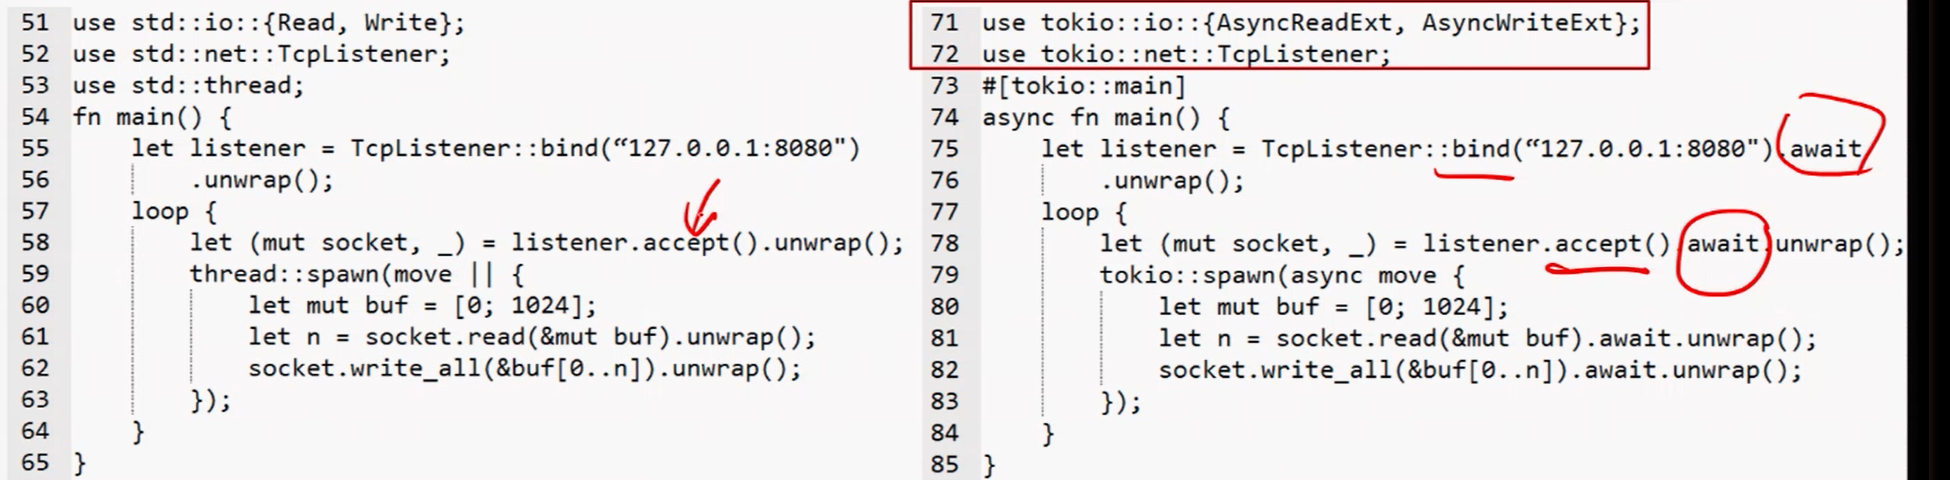 51 use std::io::{Read, Write};
52 use std::net::TcpListener;
53 use std::thread;
54 fn main() {
55     let listener = TcpListener::bind(“127.0.0.1:8080")
56         .unwrap();
57     loop {
58         let (mut socket, _) = listener.accept().unwrap();
59         thread::spawn(move || {
60             let mut buf = [0; 1024];
61             let n = socket.read(&mut buf).unwrap();
62             socket.write_all(&buf[0..n]).unwrap();
63         });
64     }
65 }
71 use tokio::io::{AsyncReadExt, AsyncWriteExt};
72 use tokio::net::TcpListener;
73 #[tokio::main]
74 async fn main() {
75     let listener = TcpListener::bind(“127.0.0.1:8080").await
76         .unwrap();
77     loop {
78         let (mut socket, _) = listener.accept().await.unwrap();
79         tokio::spawn(async move {
80             let mut buf = [0; 1024];
81             let n = socket.read(&mut buf).await.unwrap();
82             socket.write_all(&buf[0..n]).await.unwrap();
83         });
84     }
85 }